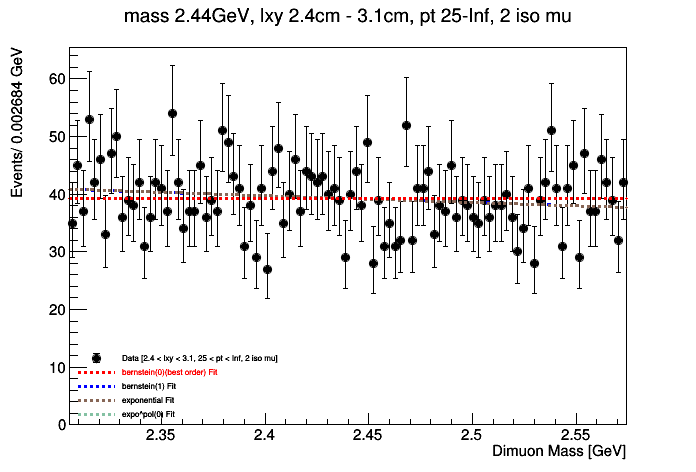 mass 2.44GeV, lxy 2.4cm - 3.1cm, pt 25-Inf, 2 iso mu
Events/ 0.002684 GeV
60
50
40
30
20
10
0
Data [2.4 < lxy < 3.1, 25 < pt < Inf, 2 iso mu]
bernstein(0)(best order) Fit
bernstein(1) Fit
exponential Fit
expo*pol(0) Fit
2.35
2.4
2.45
2.5
2.55
Dimuon Mass [GeV]